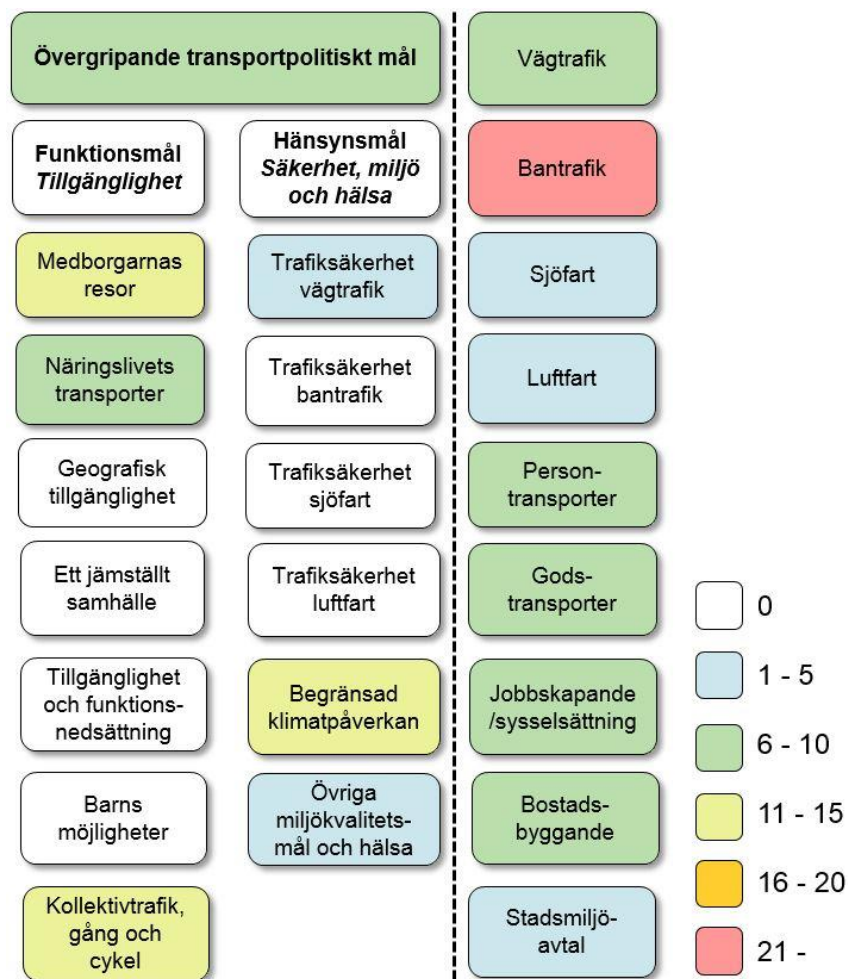 Övergripande transportpolitiskt mål
Funktionsmål
Tillgänglighet
Hänsynsmål
Säkerhet, miljö
och hälsa
Medborgarnas
resor
Trafiksäkerhet
vägtrafik
Näringslivets
transporter
Trafiksäkerhet
bantrafik
Geografisk
tillgänglighet
Trafiksäkerhet
sjöfart
Ett jämställt
samhälle
Trafiksäkerhet
luftfart
Tillgänglighet
och funktions-
nedsättning
Begränsad
klimatpåverkan
Barns
möjligheter
Övriga
miljökvalitets-
mål och hälsa
Kollektivtrafik,
gång och
cykel
Vägtrafik
Bantrafik
Sjöfart
Luftfart
Person-
transporter
Gods-
transporter
Jobbskapande
/sysselsättning
Bostads-
byggande
Stadsmiljö-
avtal
0
1 - 5
6 - 10
11 - 15
16 - 20
21 -